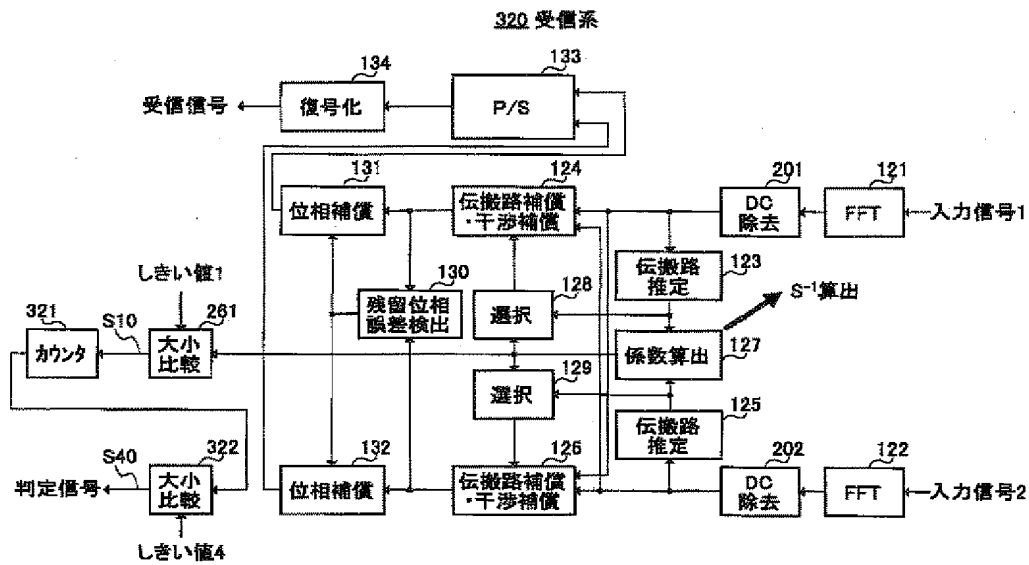 320 受信系
134
133
受信信号
復号化
P/S
131
124
201
121
位相補償
伝搬路補償
・干渉補償
DC
除去
FFT
入力信号1
しきい値1
130
128
伝搬路
推定
123
S-1算出
321
S10
261
残留位相
誤差検出
選択
カウンタ
大小
比較
係数算出
127
129
選択
125
伝搬路
推定
S40
322
132
126
202
122
判定信号
大小
比較
位相補償
伝搬路補償
・干渉補償
DC
除去
FFT
入力信号2
しきい値4